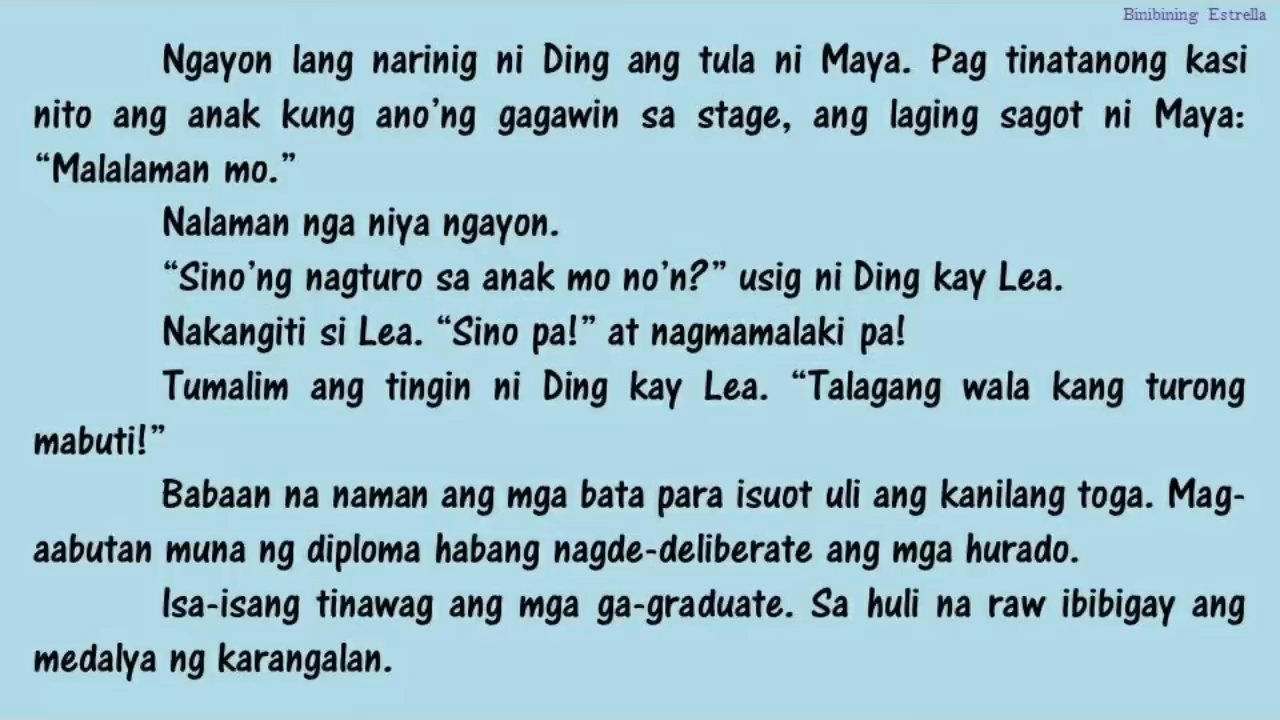 Binibining Estrella
Ngayon lang narinig ni Ding ang tula ni Maya. Pag tinatanong kasi
nito ang anak kung ano’ng gagawin sa stage, ang laging sagot ni Maya:
“Malalaman mo.”
Nalaman nga niya ngayon.
“Sino’ng nagturo sa anak mo no’n?” usig ni Ding kay Lea.
Nakangiti si Lea. “Sino pa!” at nagmamalaki pa!
Tumalim ang tingin ni Ding kay Lea. “Talagang wala kang turong
mabuti!”
Babaan na naman ang mga bata para isuot uli ang kanilang toga. Mag-
aabutan muna ng diploma habang nagde-deliberate ang mga hurado.
Isa-isang tinawag ang mga ga-graduate. Sa huli na raw ibibigay ang
medalya ng karangalan.